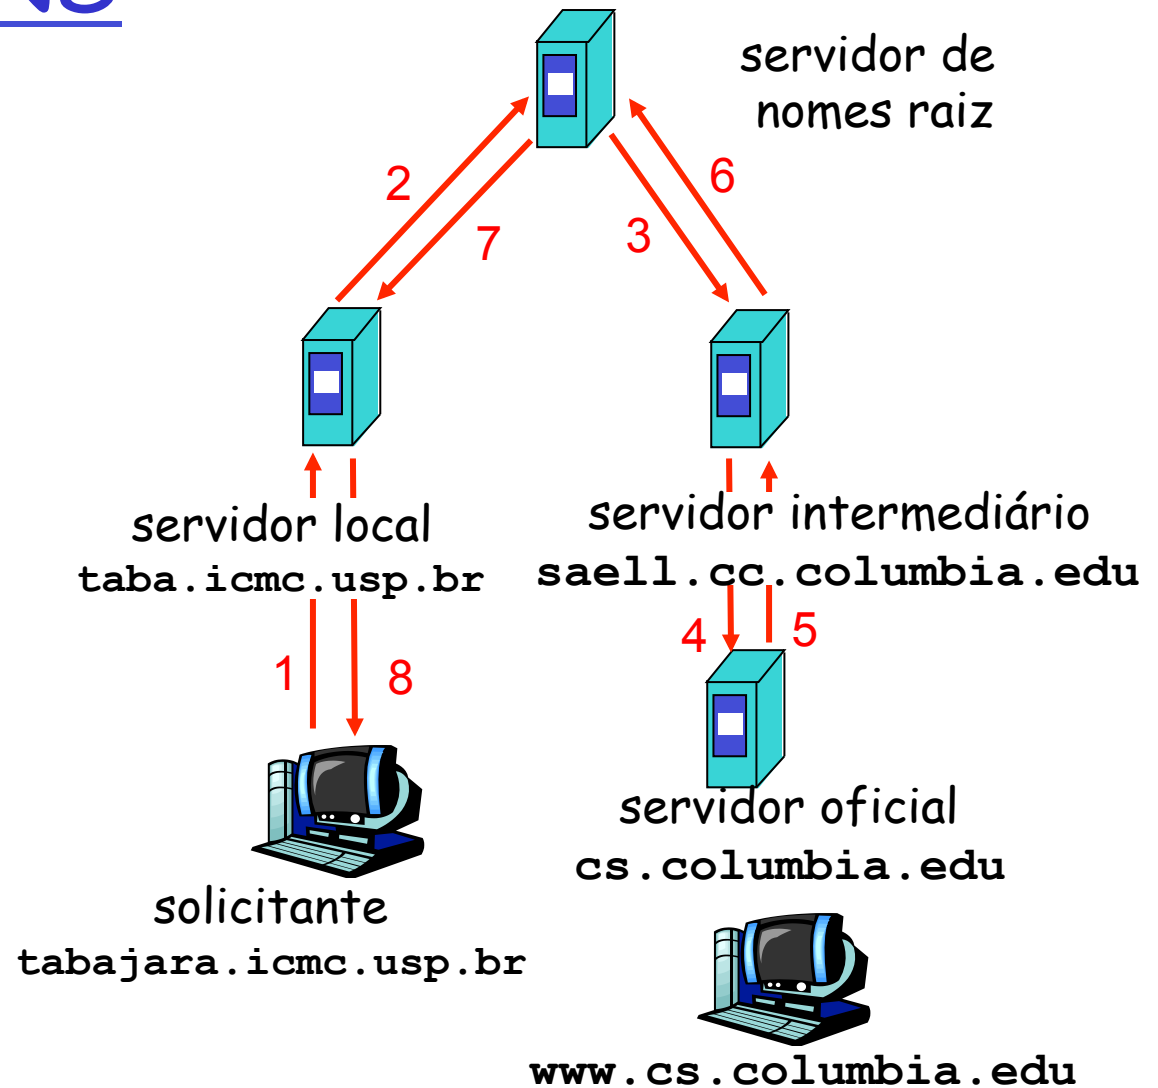 servidor de
nomes raiz
2
7
3
6
servidor local
taba.icmc.usp.br
servidor intermediário
saell.cc.columbia.edu
1
8
4
5
servidor oficial
cs.columbia.edu
solicitante
tabajara.icmc.usp.br
www.cs.columbia.edu